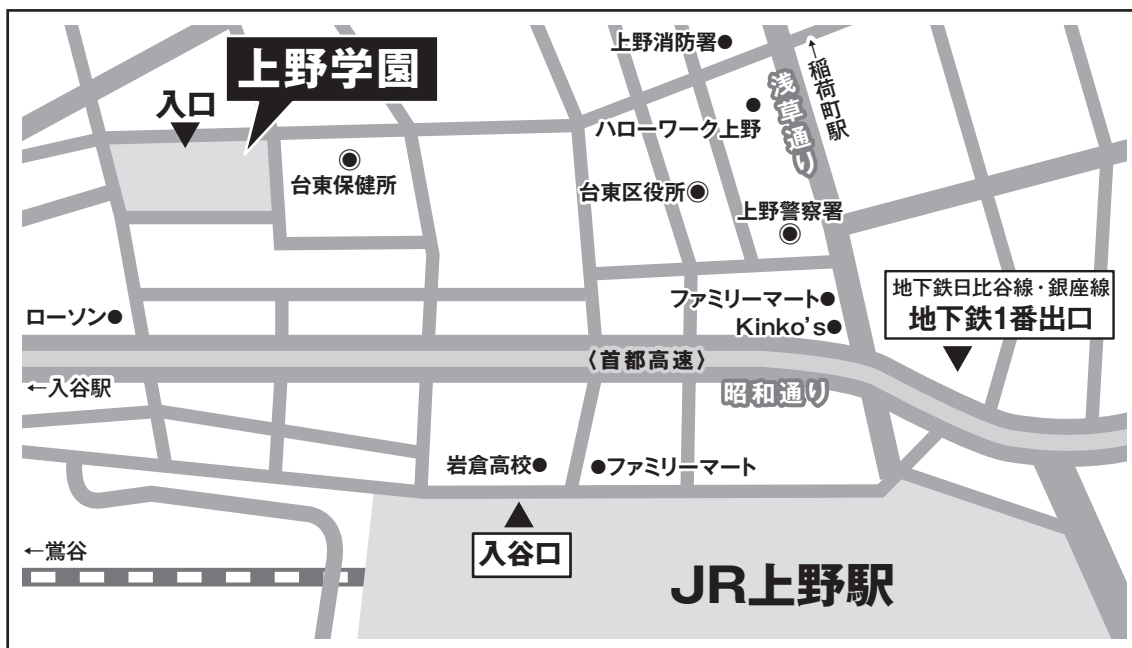 上野消防署
←稲荷町駅
上野学園
入口
浅草通り
ハローワーク上野
台東保健所
台東区役所
上野警察署
地下鉄日比谷線・銀座線
地下鉄1番出口
ファミリーマート
Kinko's
ローソン
〈首都高速〉
←入谷駅
昭和通り
岩倉高校
ファミリーマート
入谷口
←鴬谷
JR上野駅